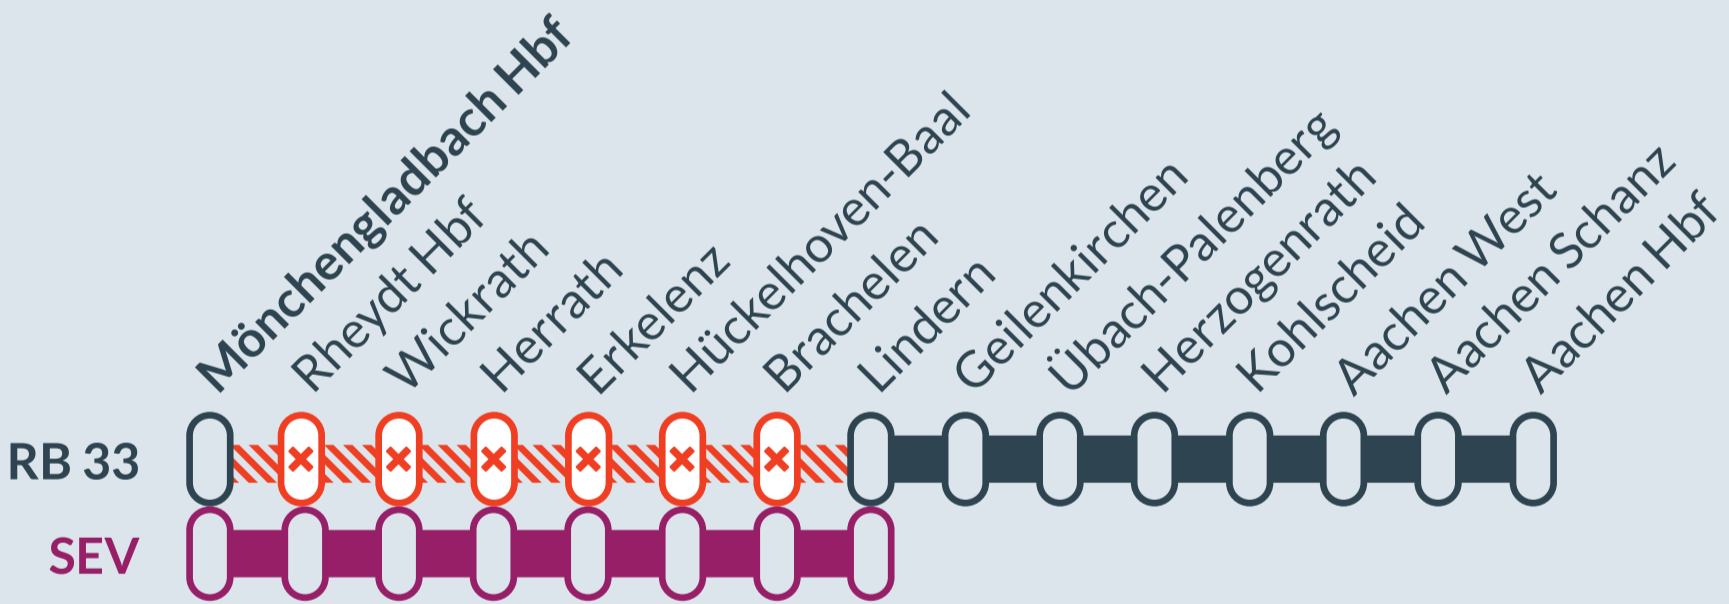 Mönchengladbach Hbf
Rheydt Hbf
Wickrath
Herrath
Erkelenz
Hückelhoven-Baal
Brachelen
Lindern
Geilenkirchen
Übach-Palenberg
Herzogenrath
Kohlscheid
Aachen West
Aachen Schanz
Aachen Hbf
RB 33
SEV